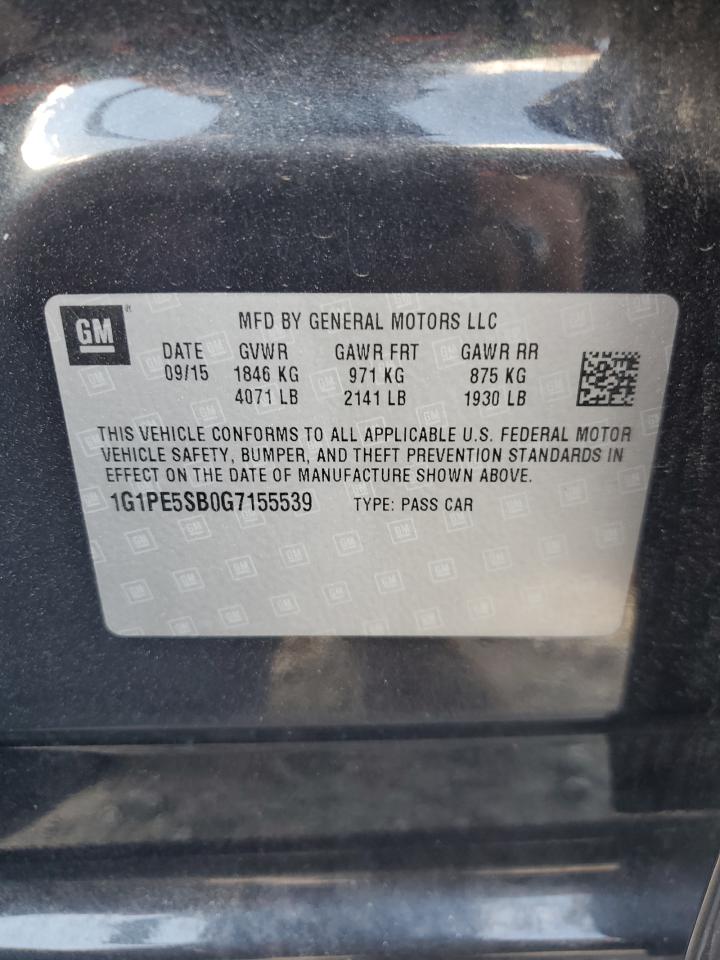 GM
MFD BY GENERAL MOTORS LLC
DATE GVWR GAWR FRT GAWR RR
09/15 1846 KG 971 KG 875 KG
4071 LB 2141 LB 1930 LB
THIS VEHICLE CONFORMS TO ALL APPLICABLE U.S. FEDERAL MOTOR
VEHICLE SAFETY, BUMPER, AND THEFT PREVENTION STANDARDS IN
EFFECT ON THE DATE OF MANUFACTURE SHOWN ABOVE.
1G1PE5SB0G7155539 TYPE: PASS CAR